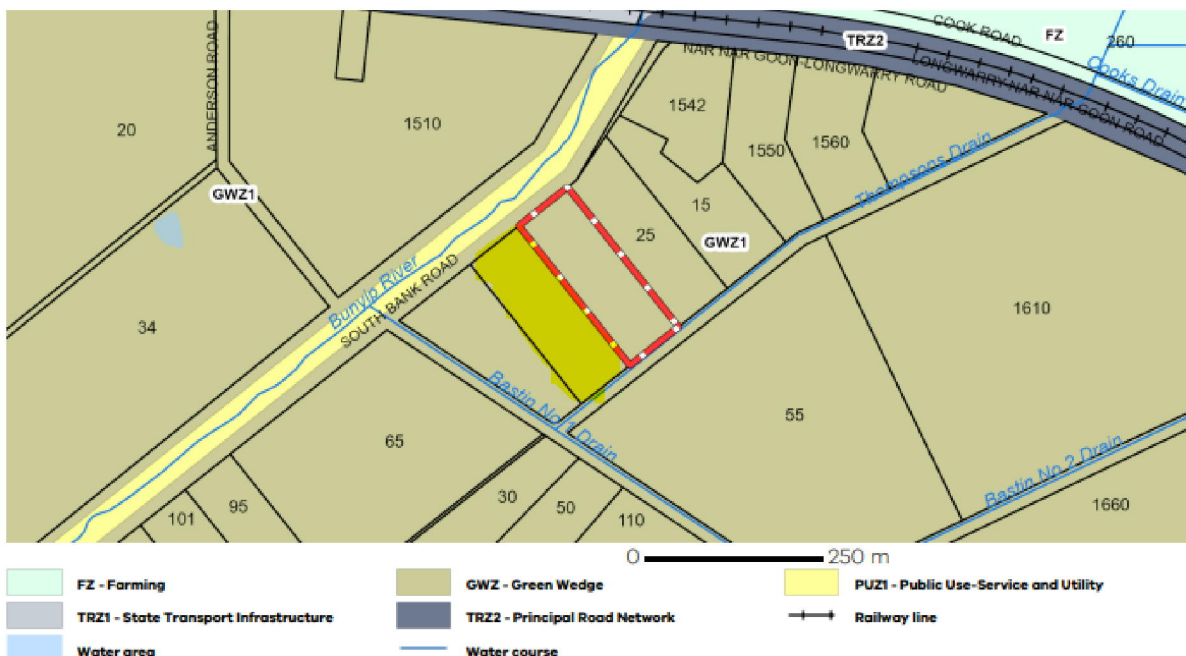 COOK ROAD
FZ
TRZ2
260
NAR NAR GOON-LONGWARRY ROAD
LONGWARRY-NAR NAR GOON ROAD
Cooks Drain
ANDERSON ROAD
20
1510
1542
1550
1560
Thompsons Drain
GWZ1
15
25
GWZ1
Bunyip River
SOUTH BANK ROAD
34
1610
65
Bastin No 1 Drain
55
Bastin No 2 Drain
101
95
30
50
110
1660
0 250 m
FZ - Farming
GWZ - Green Wedge
PUZ1 - Public Use-Service and Utility
TRZ1 - State Transport Infrastructure
TRZ2 - Principal Road Network
Railway line
Water area
Water course